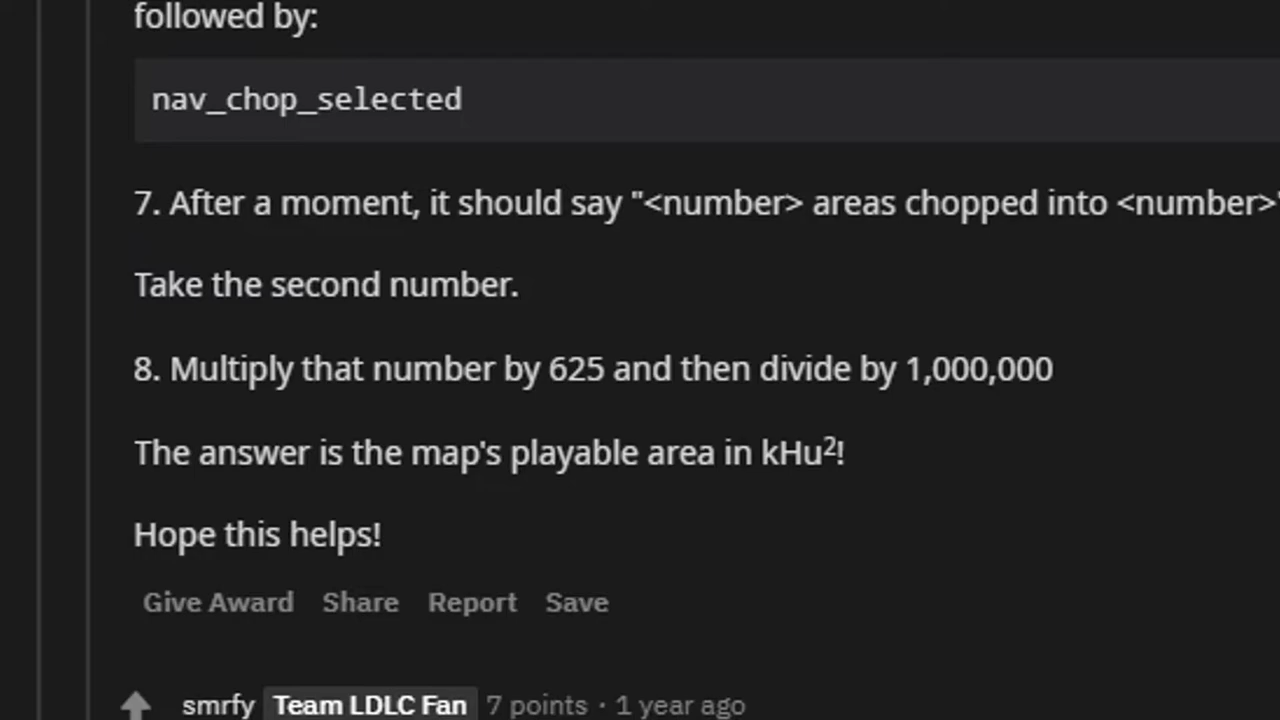 followed by:
nav_chop_selected
7. After a moment, it should say "<number> areas chopped into <number>"
Take the second number.
8. Multiply that number by 625 and then divide by 1,000,000
The answer is the map's playable area in kHu²!
Hope this helps!
Give Award Share Report Save
smrfy Team LDLC Fan 7 points · 1 year ago